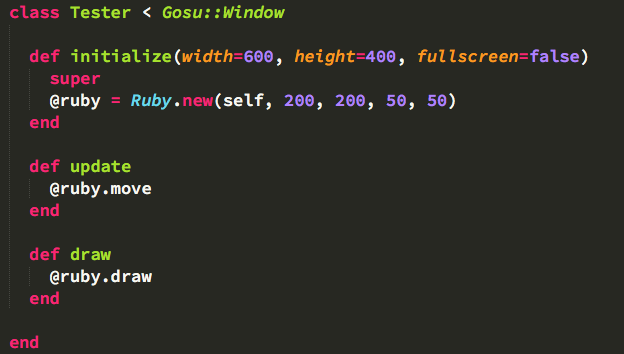 class Tester < Gosu::Window
def initialize(width=600, height=400, fullscreen=false)
super
@ruby = Ruby.new(self, 200, 200, 50, 50)
end
def update
@ruby.move
end
def draw
@ruby.draw
end
end